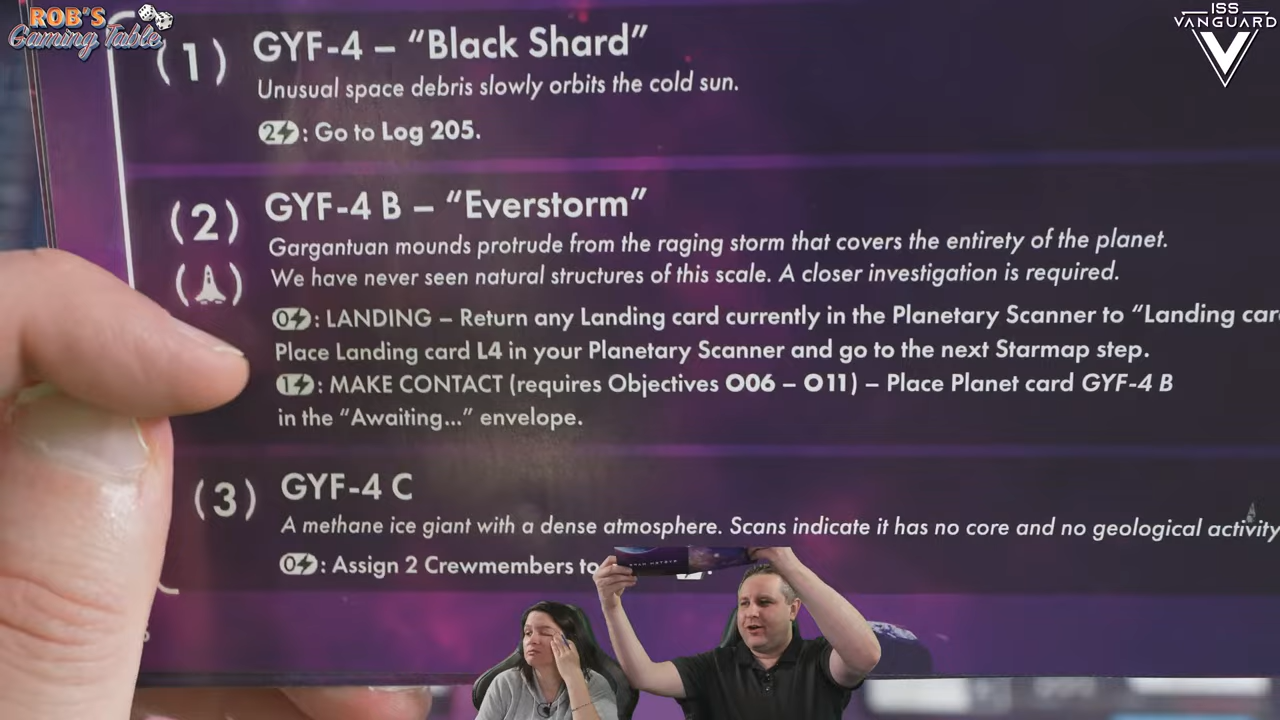 ROB'S
Gaming Table
ISS
VANGUARD
(1) GYF-4 – “Black Shard”
Unusual space debris slowly orbits the cold sun.
2: Go to Log 205.
(2) GYF-4 B – “Everstorm”
Gargantuan mounds protrude from the raging storm that covers the entirety of the planet.
We have never seen natural structures of this scale. A closer investigation is required.
0: LANDING – Return any Landing card currently in the Planetary Scanner to “Landing
Place Landing card L4 in your Planetary Scanner and go to the next Starmap step.
1: MAKE CONTACT (requires Objectives O06 – O11) – Place Planet card GYF-4 B
in the “Awaiting...” envelope.
(3) GYF-4 C
A methane ice giant with a dense atmosphere. Scans indicate it has no core and no geological activity
0: Assign 2 Crewmembers to